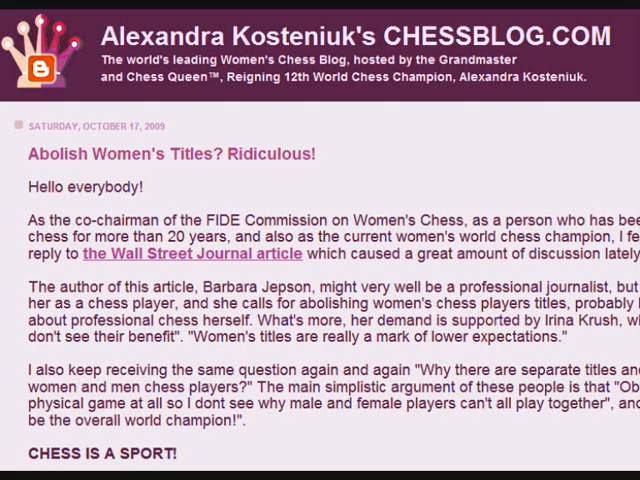 Alexandra Kosteniuk's CHESSBLOG.COM
The world's leading Women's Chess Blog, hosted by the Grandmaster
and Chess Queen™, Reigning 12th World Chess Champion, Alexandra Kosteniuk.
SATURDAY, OCTOBER 17, 2009
Abolish Women's Titles? Ridiculous!
Hello everybody!
As the co-chairman of the FIDE Commission on Women's Chess, as a person who has
chess for more than 20 years, and also as the current women's world chess champion, I
reply to the Wall Street Journal article which caused a great amount of discussion lately
The author of this article, Barbara Jepson, might very well be a professional journalist, but
her as a chess player, and she calls for abolishing women's chess players titles, probably
about professional chess herself. What's more, her demand is supported by Irina Krush,
don't see their benefit". "Women's titles are really a mark of lower expectations."
I also keep receiving the same question again and again "Why there are separate titles
women and men chess players?" The main simplistic argument of these people is that
physical game at all so I dont see why male and female players can't all play together",
be the overall world champion!".
CHESS IS A SPORT!